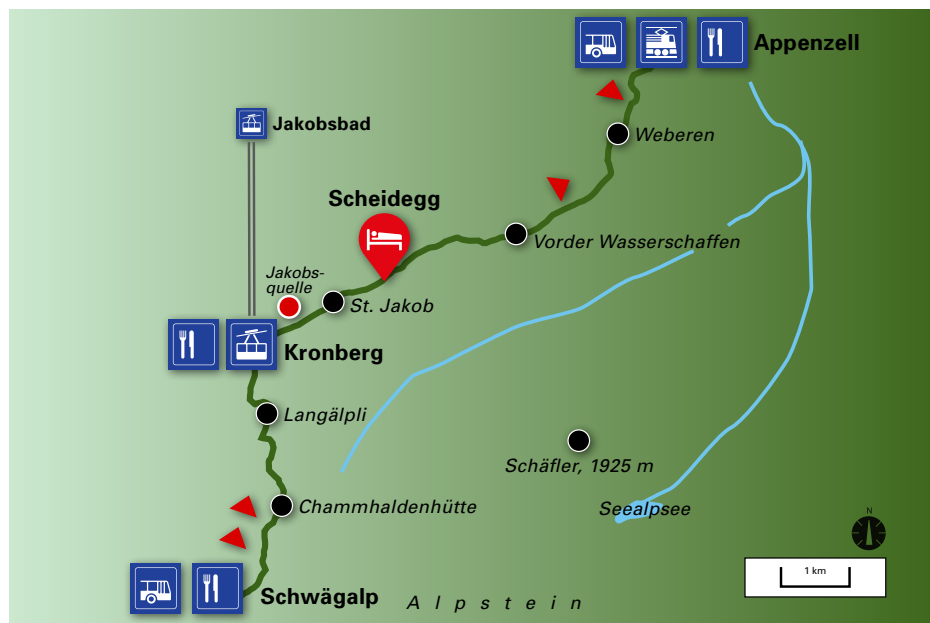 Appenzell
Jakobsbad
Weberen
Scheidegg
Vorder Wasserschaffen
Jakobs-
quelle
St. Jakob
Kronberg
Langälpli
Schäfler, 1925 m
Chammhaldenhütte
Seealpsee
N
1 km
Schwägalp
Alpstein